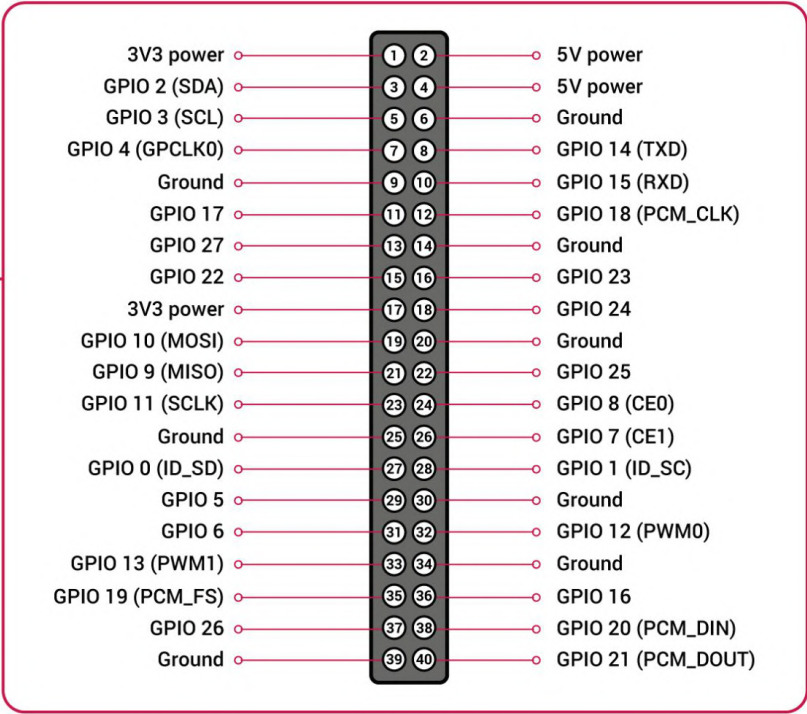 3V3 power 1 2 5V power
GPIO 2 (SDA) 3 4 5V power
GPIO 3 (SCL) 5 6 Ground
GPIO 4 (GPCLK0) 7 8 GPIO 14 (TXD)
Ground 9 10 GPIO 15 (RXD)
GPIO 17 11 12 GPIO 18 (PCM_CLK)
GPIO 27 13 14 Ground
GPIO 22 15 16 GPIO 23
3V3 power 17 18 GPIO 24
GPIO 10 (MOSI) 19 20 Ground
GPIO 9 (MISO) 21 22 GPIO 25
GPIO 11 (SCLK) 23 24 GPIO 8 (CE0)
Ground 25 26 GPIO 7 (CE1)
GPIO 0 (ID_SD) 27 28 GPIO 1 (ID_SC)
GPIO 5 29 30 Ground
GPIO 6 31 32 GPIO 12 (PWM0)
GPIO 13 (PWM1) 33 34 Ground
GPIO 19 (PCM_FS) 35 36 GPIO 16
GPIO 26 37 38 GPIO 20 (PCM_DIN)
Ground 39 40 GPIO 21 (PCM_DOUT)